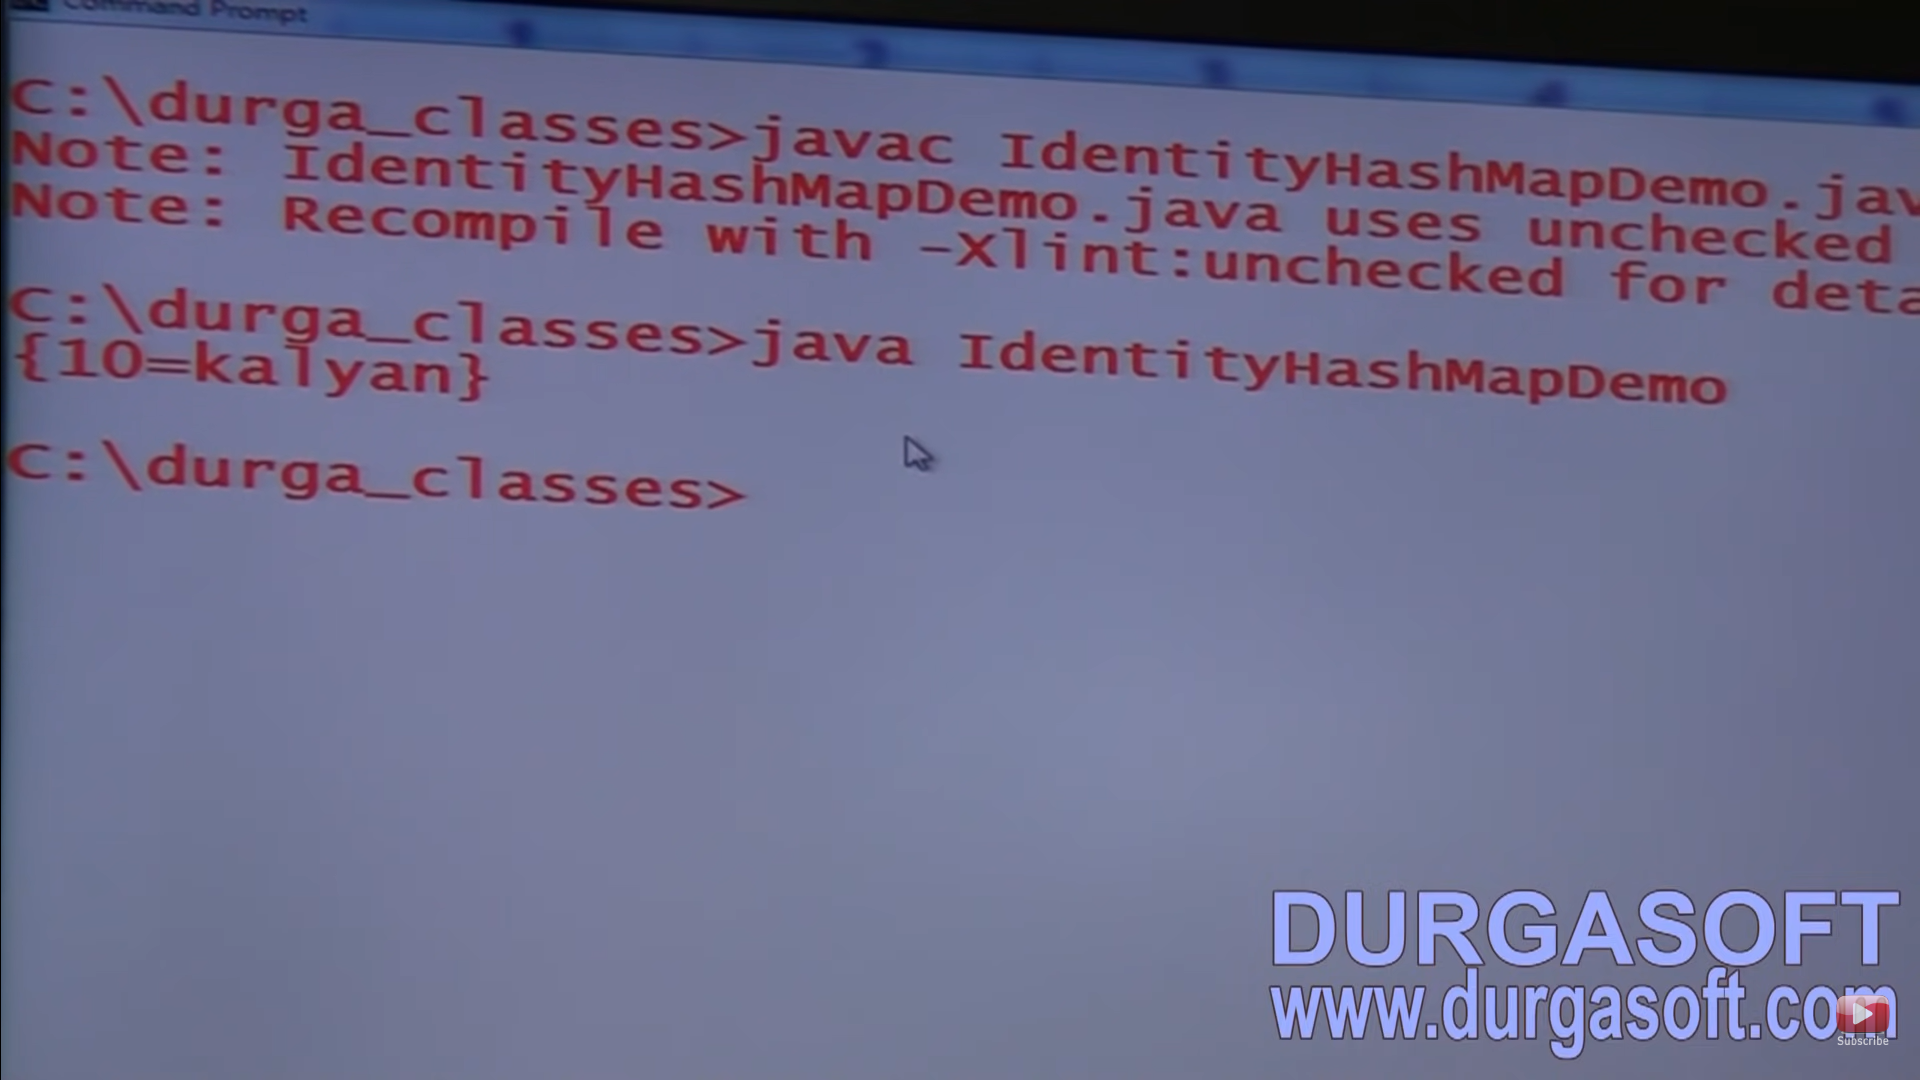 Command Prompt
C:\durga_classes>javac IdentityHashMapDemo.jav
Note: IdentityHashMapDemo.java uses unchecked
Note: Recompile with -Xlint:unchecked for deta
C:\durga_classes>java IdentityHashMapDemo
{10=kalyan}
C:\durga_classes>
DURGASOFT
www.durgasoft.com
Subscribe